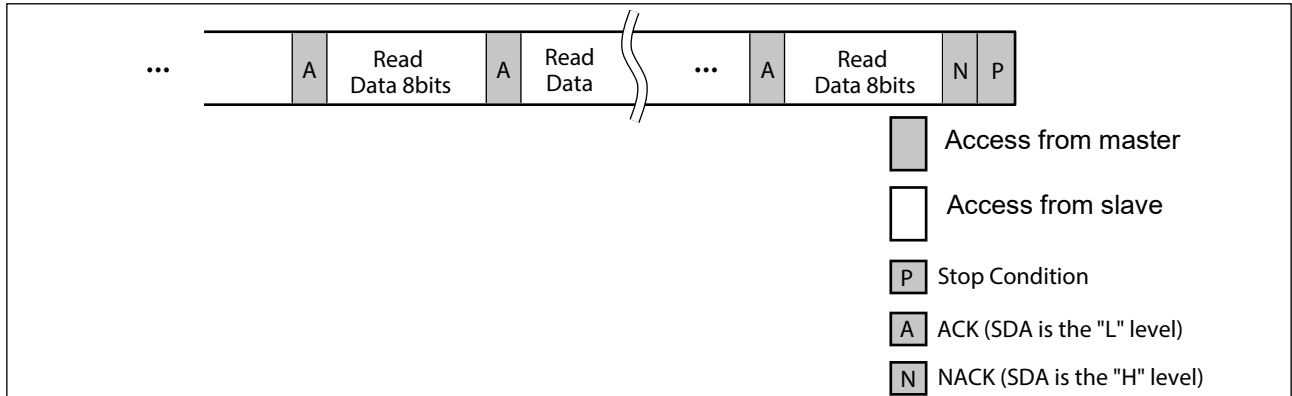 ... A Read Data 8bits A Read Data ... A Read Data 8bits N P
Access from master
Access from slave
P Stop Condition
A ACK (SDA is the "L" level)
N NACK (SDA is the "H" level)